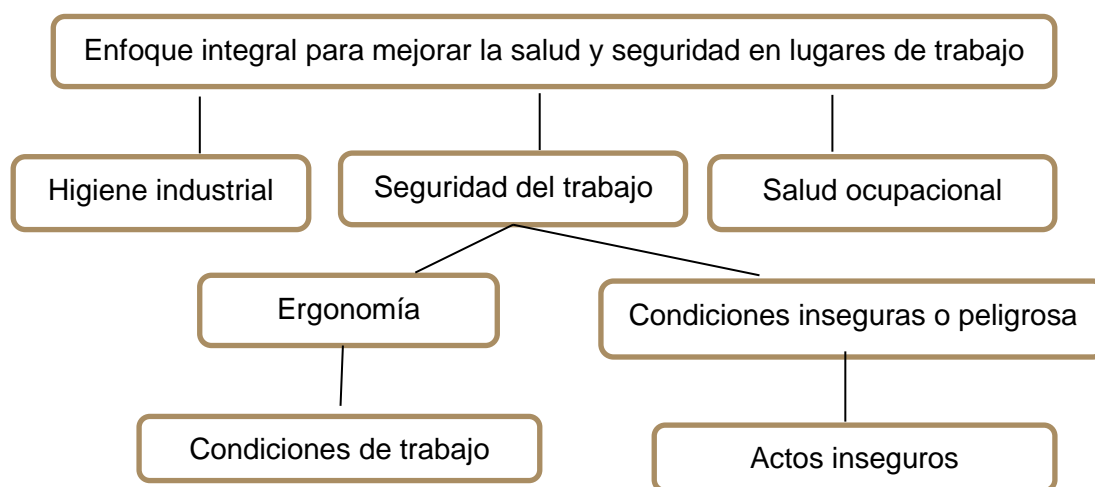 Enfoque integral para mejorar la salud y seguridad en lugares de trabajo
Higiene industrial
Seguridad del trabajo
Salud ocupacional
Ergonomía
Condiciones inseguras o peligrosa
Condiciones de trabajo
Actos inseguros